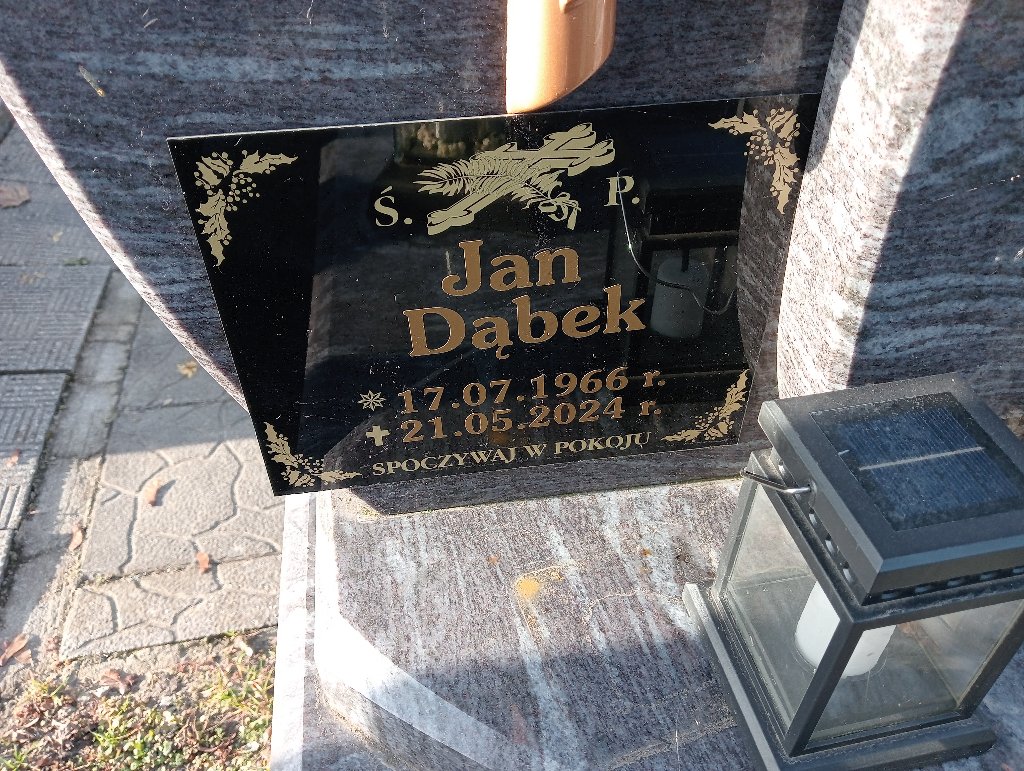 Ś. P.
Jan
Dąbek
17.07.1966 r.
21.05.2024 r.
SPOCZYWAJ W POKOJU